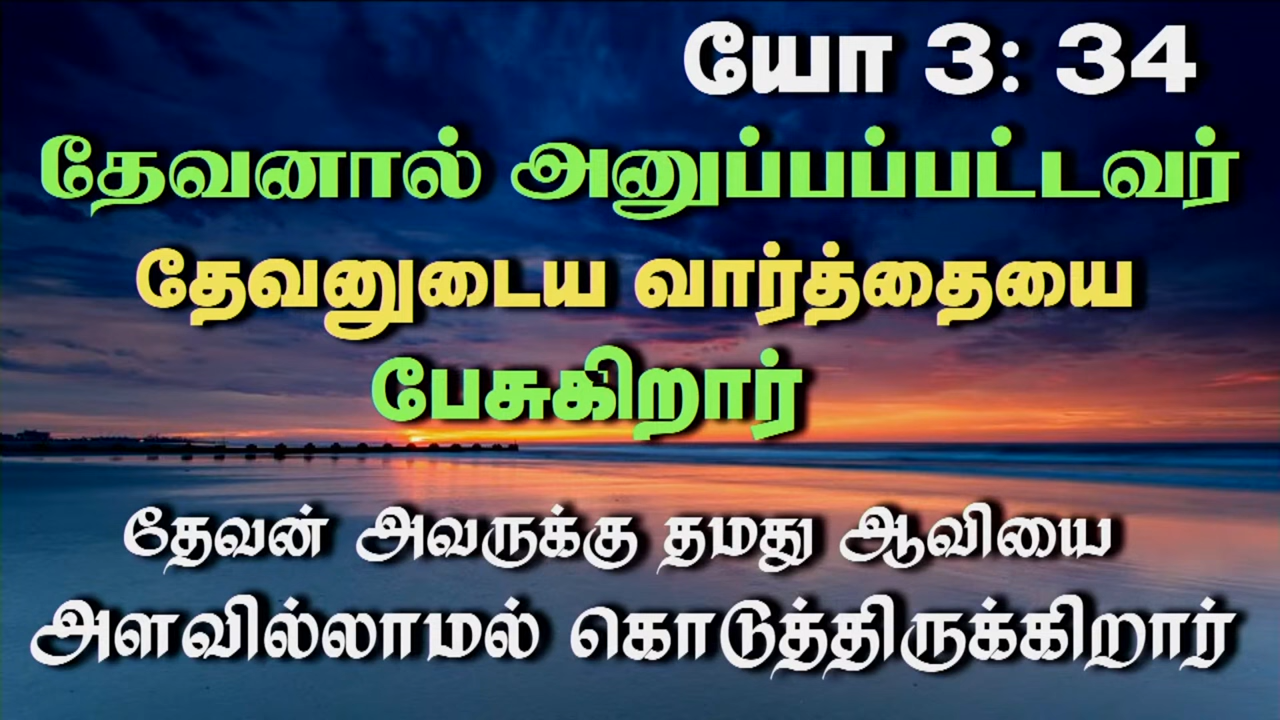 யோ 3: 34
தேவனால் அனுப்பப்பட்டவர்
தேவனுடைய வார்த்தையை
பேசுகிறார்
தேவன் அவருக்கு தமது ஆவியை
அளவில்லாமல் கொடுத்திருக்கிறார்